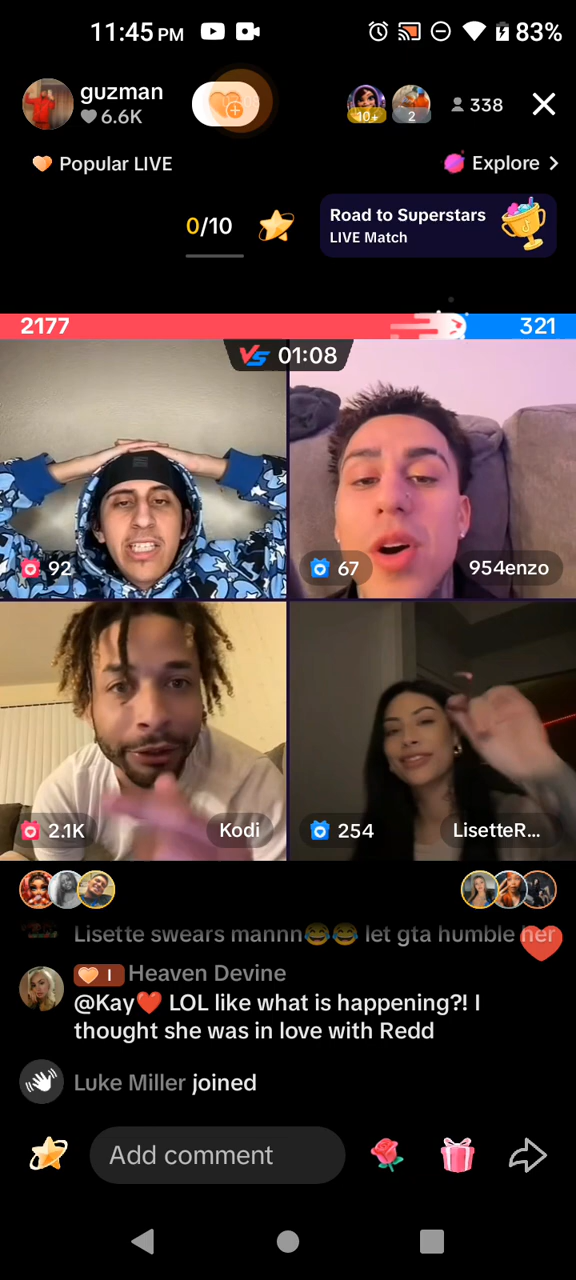 11:45 PM
83%
guzman
6.6K
10+
2
338
Popular LIVE
Explore >
0/10
Road to Superstars
LIVE Match
2177
321
VS 01:08
92
67
954enzo
2.1K
Kodi
254
LisetteR...
Lisette swears mannn😂😂 let gta humble her
I Heaven Devine
@Kay❤️ LOL like what is happening?! I
thought she was in love with Redd
Luke Miller joined
Add comment